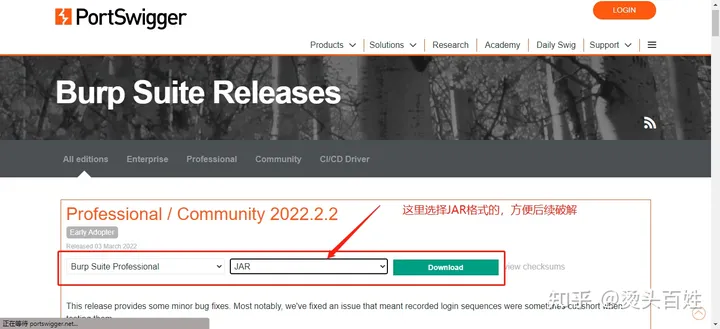 PortSwigger
LOGIN
Products Solutions Research Academy Daily Swig Support
Burp Suite Releases
All editions Enterprise Professional Community CI/CD Driver
Professional / Community 2022.2.2
这里选择JAR格式的，方便后续破解
Early Adopter
Released 03 March 2022
Burp Suite Professional JAR Download view checksums
This release provides some minor bug fixes. Most notably, we've fixed an issue that meant recorded login sequences were sometimes cut short when
testing them.
知乎 @烫头百姓
正在等待 portswigger.net...